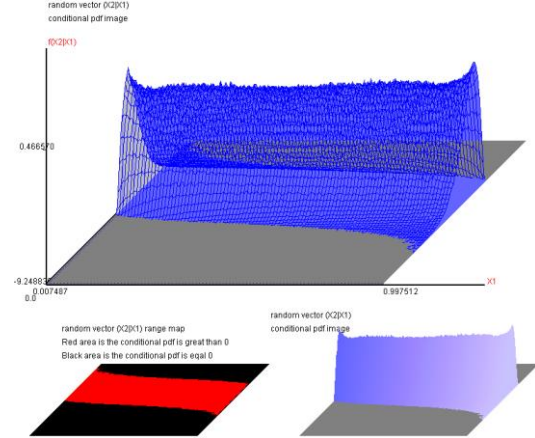 random vector (X2|X1)
conditional pdf image
f(X2|X1)
0.466570
-9.248837
0.007487
0.997512
X1
0.0
random vector (X2|X1) range map
Red area is the conditional pdf is great than 0
Black area is the conditional pdf is eqal 0
random vector (X2|X1)
conditional pdf image